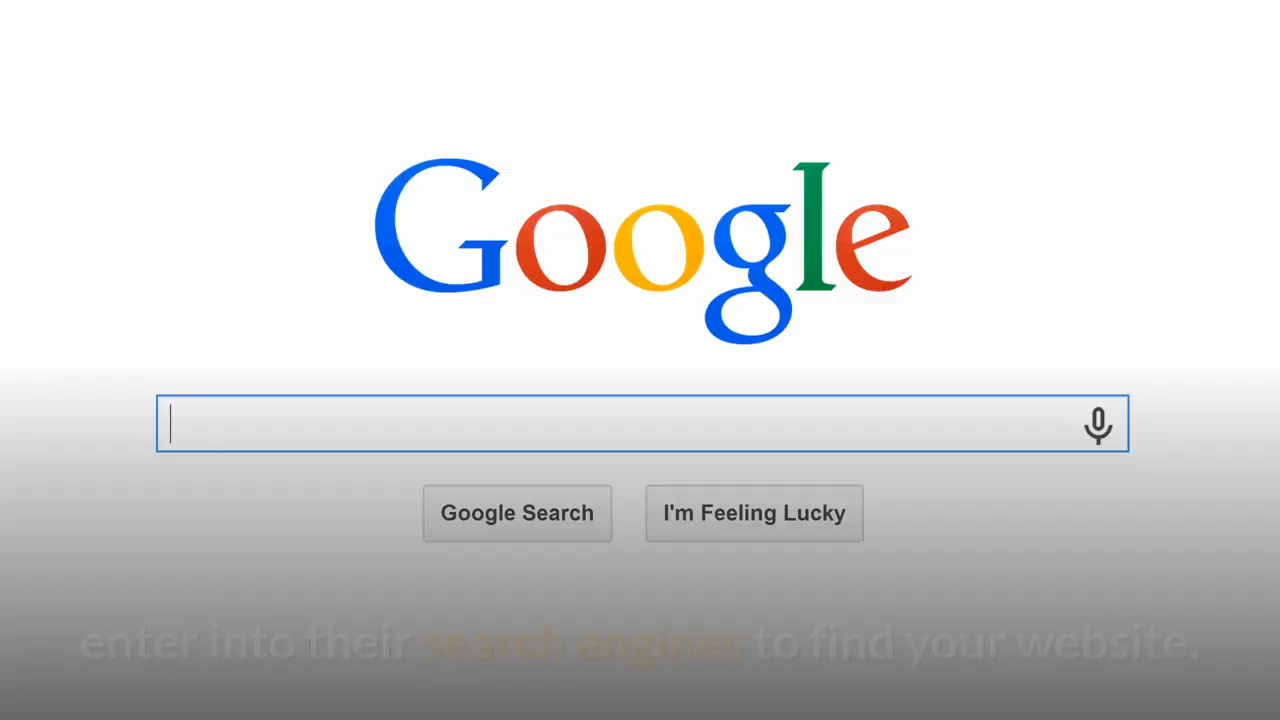 Google
Google Search
I'm Feeling Lucky
enter into their search engines to find your website.